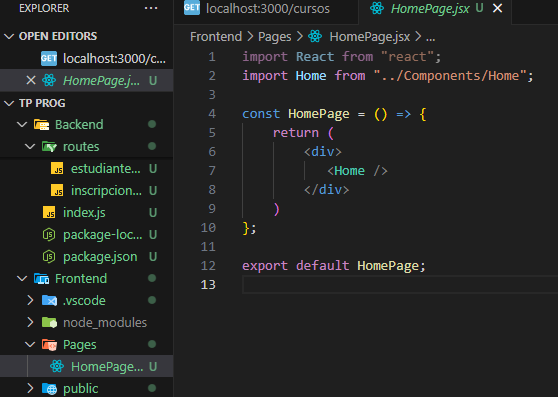 EXPLORER
OPEN EDITORS
GET localhost:3000/c...
HomePage.j... U
TP PROG
Backend
routes
JS estudiante... U
JS inscripcion... U
JS index.js U
package-loc... U
package.json U
Frontend
.vscode
node_modules
Pages
HomePage... U
public
GET localhost:3000/cursos
HomePage.jsx U
Frontend > Pages > HomePage.jsx > ...
1 import React from "react";
2 import Home from "../Components/Home";
3
4 const HomePage = () => {
5 return (
6 <div>
7 <Home />
8 </div>
9 )
10 };
11
12 export default HomePage;
13